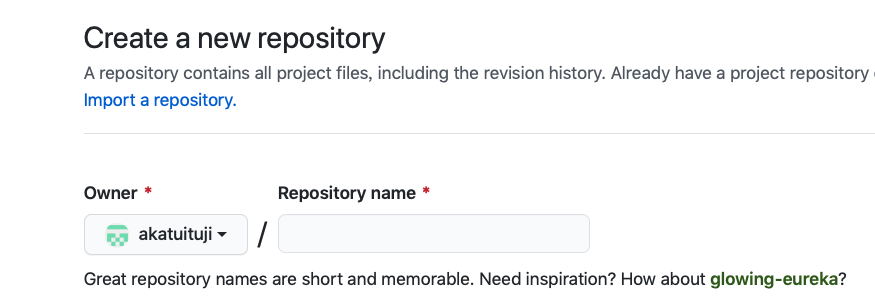 Create a new repository
A repository contains all project files, including the revision history. Already have a project repository
Import a repository.
Owner *
Repository name *
akatuituji /
Great repository names are short and memorable. Need inspiration? How about glowing-eureka?